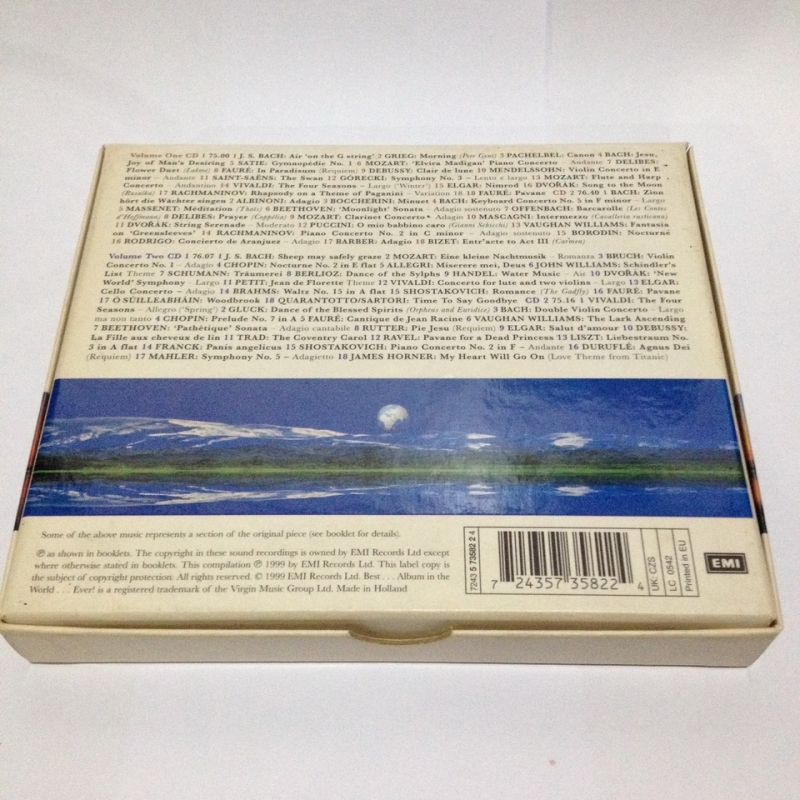 Volume One CD 1 75.00 1 J. S. BACH: Air 'on the G string' 2 GRIEG: Morning (Peer Gynt) 3 PACHELBEL: Canon 4 BACH: Jesu,
Joy of Man's Desiring 5 SATIE: Gymnopédie No. 1 6 MOZART: 'Elvira Madigan' Piano Concerto – Andante 7 DELIBES:
Flower Duet (Lakmé) 8 FAURÉ: In Paradisum (Requiem) 9 DEBUSSY: Clair de lune 10 MENDELSSOHN: Violin Concerto in E
minor – Andante 11 SAINT-SAËNS: The Swan 12 GÓRECKI: Symphony No. 3 – Lento e largo 13 MOZART: Flute and Harp
Concerto – Andantino 14 VIVALDI: The Four Seasons – Largo ('Winter') 15 ELGAR: Nimrod 16 DVOŘÁK: Song to the Moon
(Rusalka) 17 RACHMANINOV: Rhapsody on a Theme of Paganini – Variation 18 18 FAURÉ: Pavane CD 2 76.40 1 BACH: Zion
hört die Wächter singen 2 ALBINONI: Adagio 3 BOCCHERINI: Minuet 4 BACH: Keyboard Concerto No. 5 in F minor – Largo
5 MASSENET: Méditation (Thaïs) 6 BEETHOVEN: 'Moonlight' Sonata – Adagio sostenuto 7 OFFENBACH: Barcarolle (Les Contes
d'Hoffmann) 8 DELIBES: Prayer (Coppélia) 9 MOZART: Clarinet Concerto • Adagio 10 MASCAGNI: Intermezzo (Cavalleria rusticana)
11 DVOŘÁK: String Serenade – Moderato 12 PUCCINI: O mio babbino caro (Gianni Schicchi) 13 VAUGHAN WILLIAMS: Fantasia
on 'Greensleeves' 14 RACHMANINOV: Piano Concerto No. 2 in C minor – Adagio sostenuto 15 BORODIN: Nocturne
16 RODRIGO: Concierto de Aranjuez – Adagio 17 BARBER: Adagio 18 BIZET: Entr'acte to Act III (Carmen)
Volume Two CD 1 76.07 1 J. S. BACH: Sheep may safely graze 2 MOZART: Eine kleine Nachtmusik – Romanza 3 BRUCH: Violin
Concerto No. 1 – Adagio 4 CHOPIN: Nocturne No. 2 in E flat 5 ALLEGRI: Miserere mei, Deus 6 JOHN WILLIAMS: Schindler's
List Theme 7 SCHUMANN: Träumerei 8 BERLIOZ: Dance of the Sylphs 9 HANDEL: Water Music – Air 10 DVOŘÁK: 'New
World' Symphony – Largo 11 PETIT: Jean de Florette Theme 12 VIVALDI: Concerto for lute and two violins – Largo 13 ELGAR:
Cello Concerto – Adagio 14 BRAHMS: Waltz No. 15 in A flat 15 SHOSTAKOVICH: Romance (The Gadfly) 16 FAURÉ: Pavane
17 Ó SÚILLEABHÁIN: Woodbrook 18 QUARANTOTTO/SARTORI: Time To Say Goodbye CD 2 75.16 1 VIVALDI: The Four
Seasons – Allegro ('Spring') 2 GLUCK: Dance of the Blessed Spirits (Orpheus and Euridice) 3 BACH: Double Violin Concerto – Largo
ma non tanto 4 CHOPIN: Prelude No. 7 in A 5 FAURÉ: Cantique de Jean Racine 6 VAUGHAN WILLIAMS: The Lark Ascending
7 BEETHOVEN: 'Pathétique' Sonata – Adagio cantabile 8 RUTTER: Pie Jesu (Requiem) 9 ELGAR: Salut d'amour 10 DEBUSSY:
La Fille aux cheveux de lin 11 TRAD: The Coventry Carol 12 RAVEL: Pavane for a Dead Princess 13 LISZT: Liebestraum No.
3 in A flat 14 FRANCK: Panis angelicus 15 SHOSTAKOVICH: Piano Concerto No. 2 in F – Andante 16 DURUFLÉ: Agnus Dei
(Requiem) 17 MAHLER: Symphony No. 5 – Adagietto 18 JAMES HORNER: My Heart Will Go On (Love Theme from Titanic)
Some of the above music represents a section of the original piece (see booklet for details).
℗ as shown in booklets. The copyright in these sound recordings is owned by EMI Records Ltd except
where otherwise stated in booklets. This compilation ℗ 1999 by EMI Records Ltd. This label copy is
the subject of copyright protection. All rights reserved. © 1999 EMI Records Ltd. Best . . . Album in the
World . . . Ever! is a registered trademark of the Virgin Music Group Ltd. Made in Holland
7243 5 73582 2 4
7 24357 35822 4
UK: CZS
LC 0542
Printed in EU
EMI